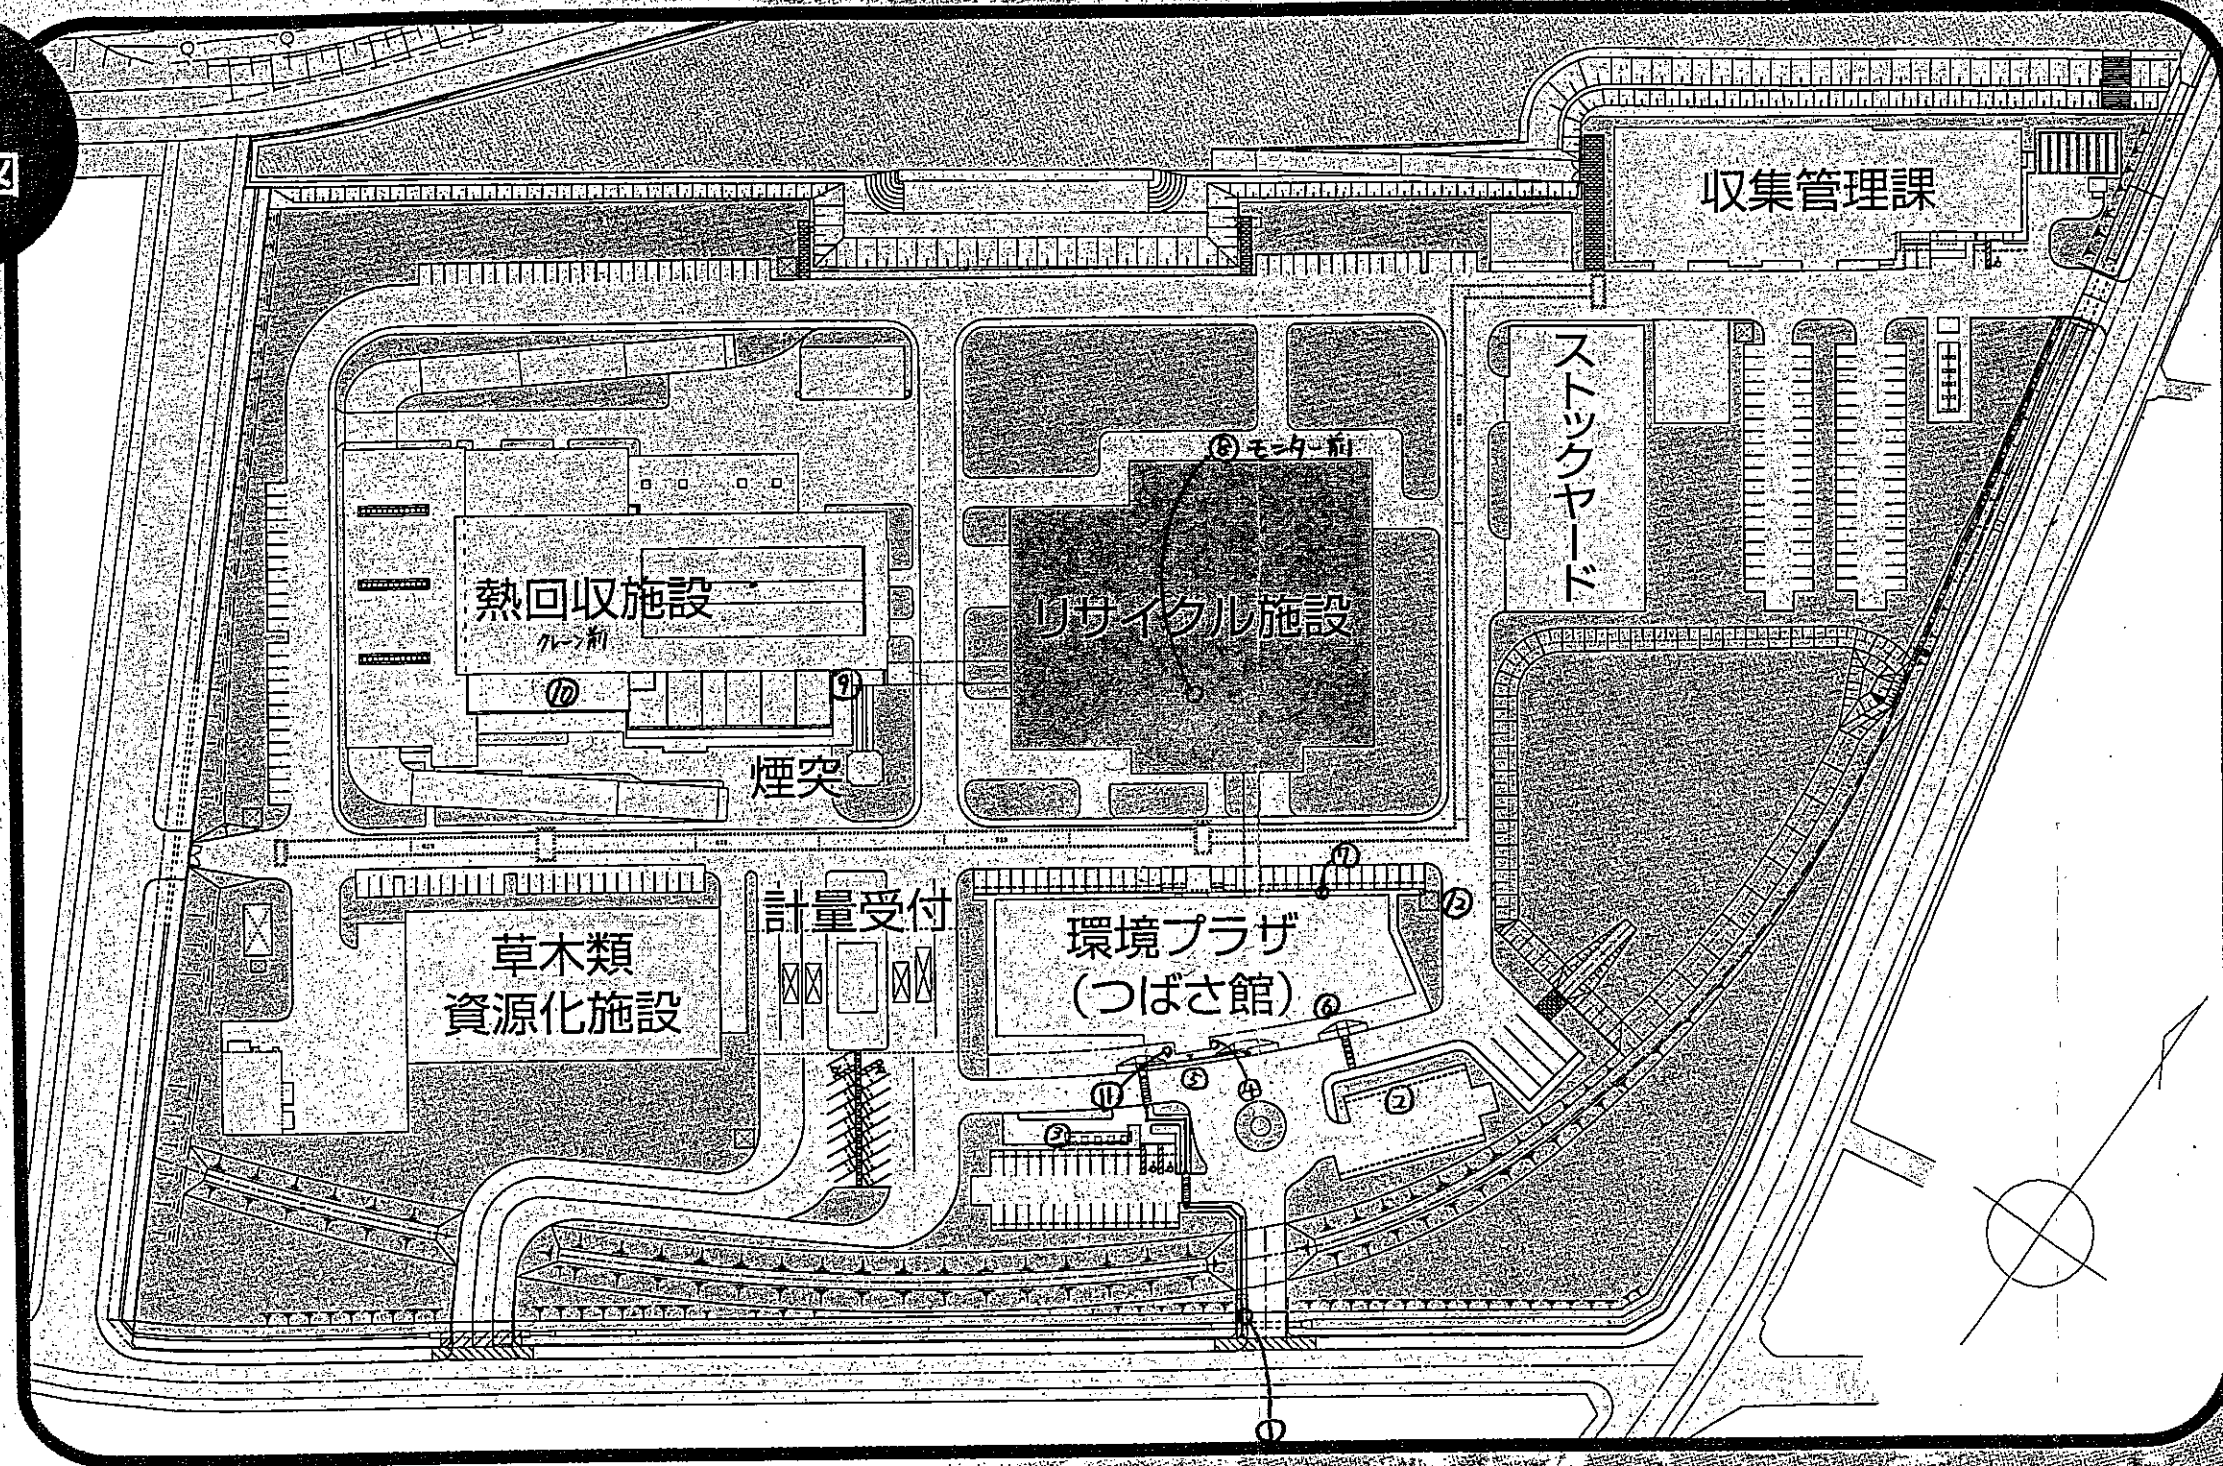 図
収集管理課
ストックヤード
⑧ モニター前
熱回収施設
クレーン前
リサイクル施設
⑩
⑨
煙突
⑦
⑫
計量受付
環境プラザ
(つばさ館)
⑥
草木類
資源化施設
⑪
⑤
④
②
③
①